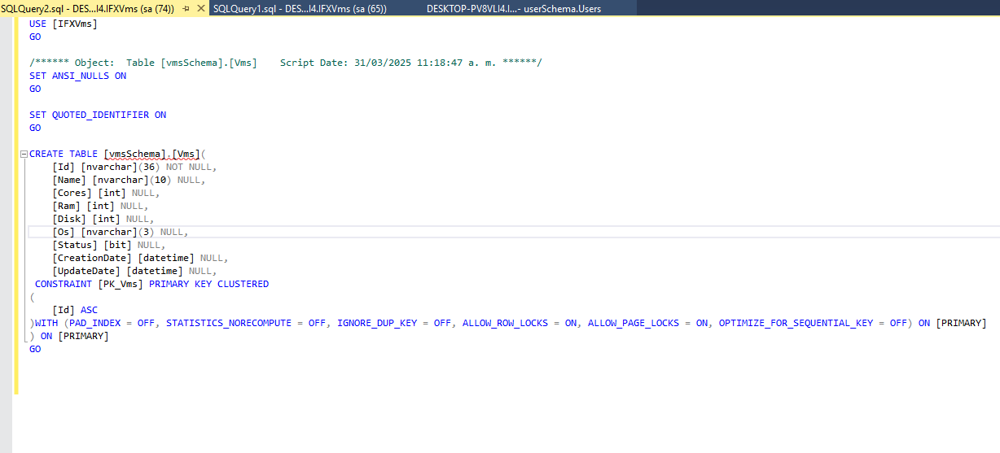 SQLQuery2.sql - DES...I4.IFXVms (sa (74)) SQLQuery1.sql - DES...I4.IFXVms (sa (65)) DESKTOP-PV8VLI4.I...- userSchema.Users
USE [IFXVms]
GO
/****** Object:  Table [vmsSchema].[Vms]    Script Date: 31/03/2025 11:18:47 a. m. ******/
SET ANSI_NULLS ON
GO
SET QUOTED_IDENTIFIER ON
GO
CREATE TABLE [vmsSchema].[Vms](
    [Id] [nvarchar](36) NOT NULL,
    [Name] [nvarchar](10) NULL,
    [Cores] [int] NULL,
    [Ram] [int] NULL,
    [Disk] [int] NULL,
    [Os] [nvarchar](3) NULL,
    [Status] [bit] NULL,
    [CreationDate] [datetime] NULL,
    [UpdateDate] [datetime] NULL,
 CONSTRAINT [PK_Vms] PRIMARY KEY CLUSTERED
(
    [Id] ASC
)WITH (PAD_INDEX = OFF, STATISTICS_NORECOMPUTE = OFF, IGNORE_DUP_KEY = OFF, ALLOW_ROW_LOCKS = ON, ALLOW_PAGE_LOCKS = ON, OPTIMIZE_FOR_SEQUENTIAL_KEY = OFF) ON [PRIMARY]
) ON [PRIMARY]
GO